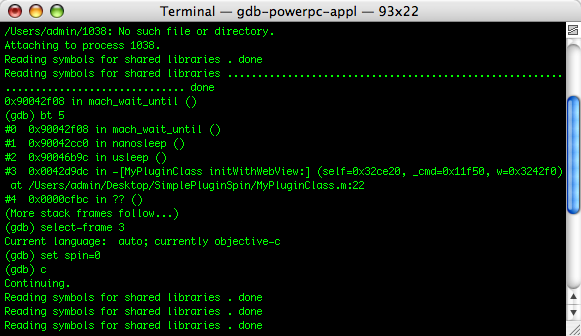 Terminal — gdb-powerpc-appl — 93x22
/Users/admin/1038: No such file or directory.
Attaching to process 1038.
Reading symbols for shared libraries . done
Reading symbols for shared libraries ........................................................
.............................. done
0x90042f08 in mach_wait_until ()
(gdb) bt 5
#0  0x90042f08 in mach_wait_until ()
#1  0x90042cc0 in nanosleep ()
#2  0x90046b9c in usleep ()
#3  0x0042d9dc in -[MyPluginClass initWithWebView:] (self=0x32ce20, _cmd=0x11f50, w=0x3242f0)
 at /Users/admin/Desktop/SimplePluginSpin/MyPluginClass.m:22
#4  0x0000cfbc in ?? ()
(More stack frames follow...)
(gdb) select-frame 3
Current language:  auto; currently objective-c
(gdb) set spin=0
(gdb) c
Continuing.
Reading symbols for shared libraries . done
Reading symbols for shared libraries . done
Reading symbols for shared libraries . done